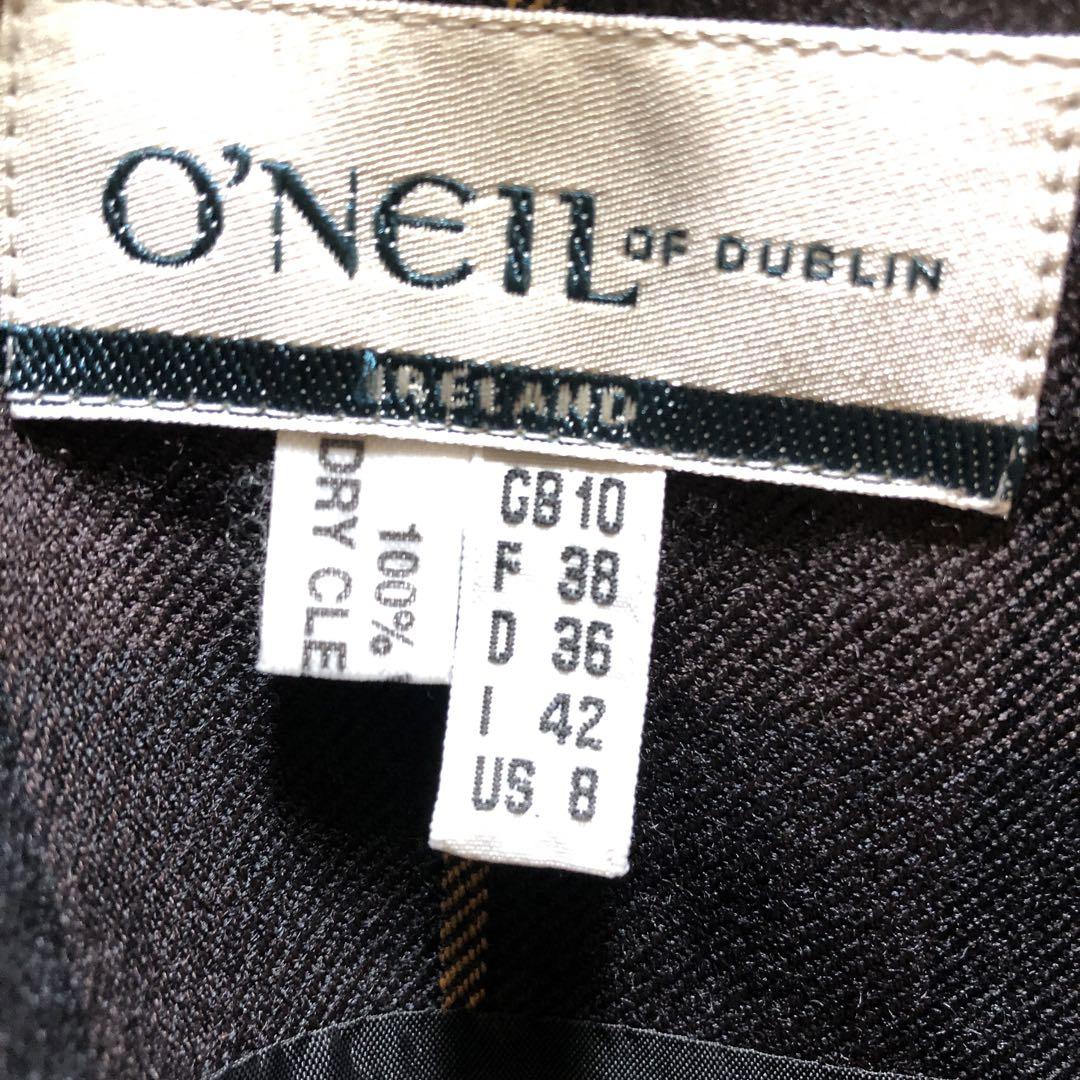 O'NEIL OF DUBLIN
IRELAND
GB 10
F 38
D 36
I 42
US 8
100%
DRY CLE